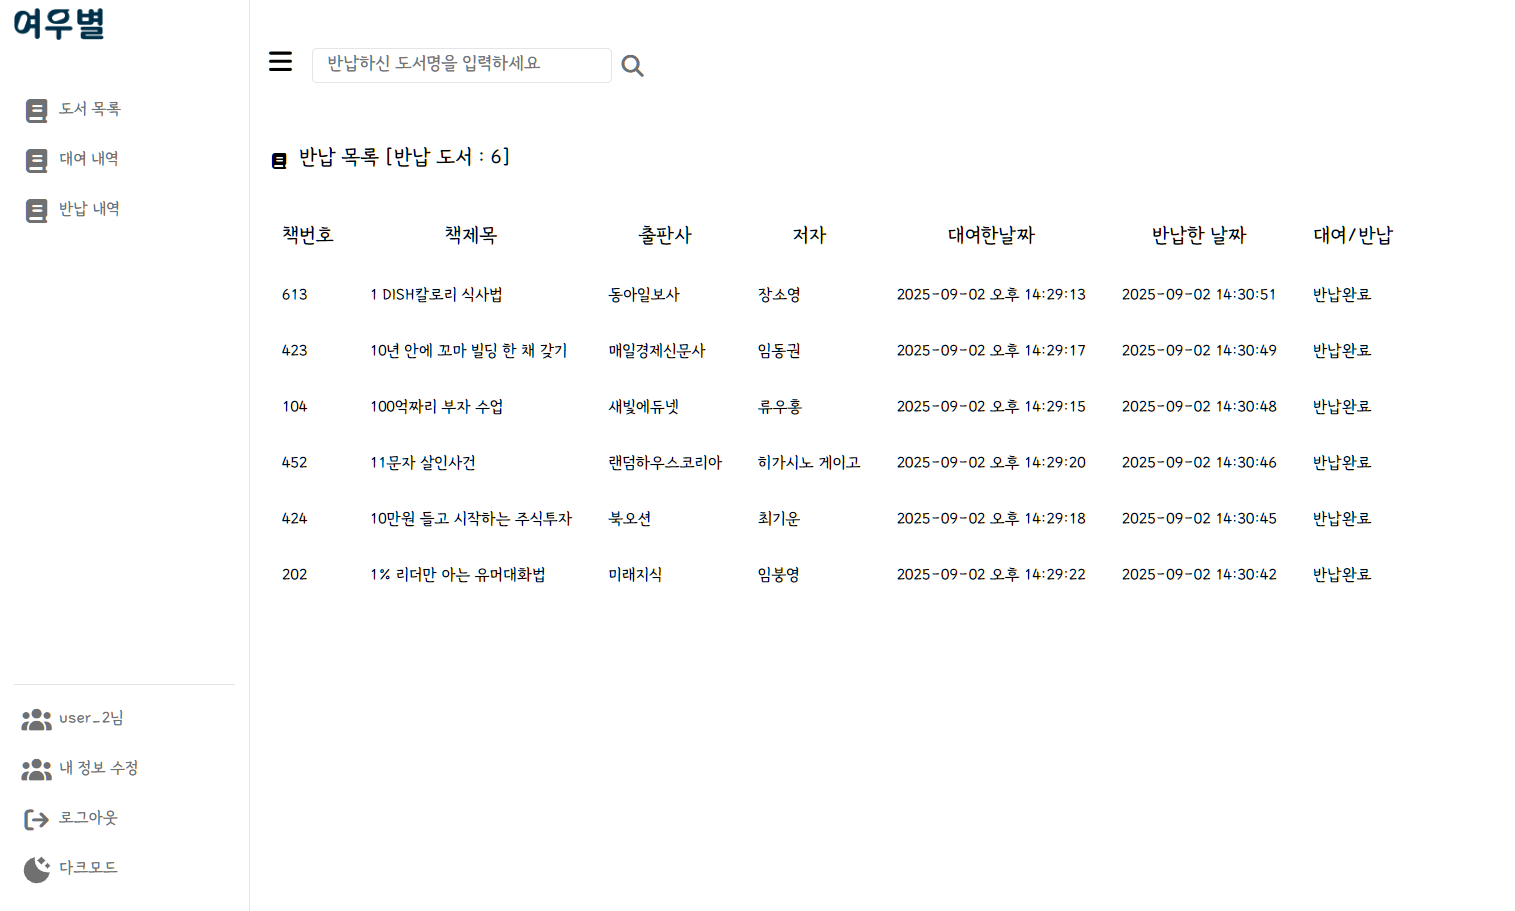 여우별
도서 목록
대여 내역
반납 내역
user_2님
내 정보 수정
로그아웃
다크모드
반납하신 도서명을 입력하세요
반납 목록 [반납 도서 : 6]
책번호 책제목 출판사 저자 대여한날짜 반납한 날짜 대여/반납
613 1 DISH칼로리 식사법 동아일보사 장소영 2025-09-02 오후 14:29:13 2025-09-02 14:30:51 반납완료
423 10년 안에 꼬마 빌딩 한 채 갖기 매일경제신문사 임동권 2025-09-02 오후 14:29:17 2025-09-02 14:30:49 반납완료
104 100억짜리 부자 수업 새빛에듀넷 류우홍 2025-09-02 오후 14:29:15 2025-09-02 14:30:48 반납완료
452 11문자 살인사건 랜덤하우스코리아 히가시노 게이고 2025-09-02 오후 14:29:20 2025-09-02 14:30:46 반납완료
424 10만원 들고 시작하는 주식투자 북오션 최기운 2025-09-02 오후 14:29:18 2025-09-02 14:30:45 반납완료
202 1% 리더만 아는 유머대화법 미래지식 임붕영 2025-09-02 오후 14:29:22 2025-09-02 14:30:42 반납완료